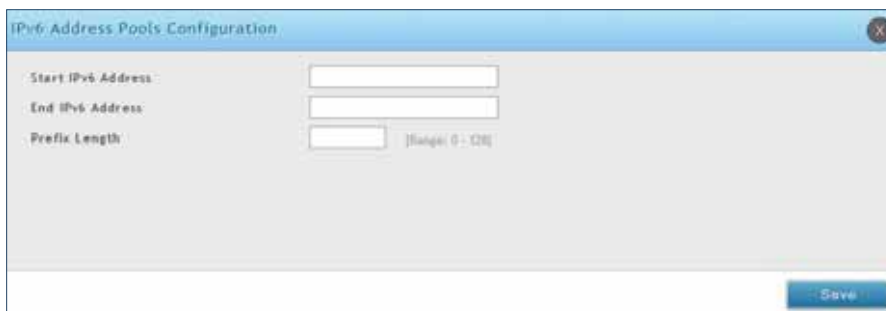 IPv6 Address Pools Configuration
X
Start IPv6 Address
End IPv6 Address
Prefix Length
[Range: 0 - 128]
Save